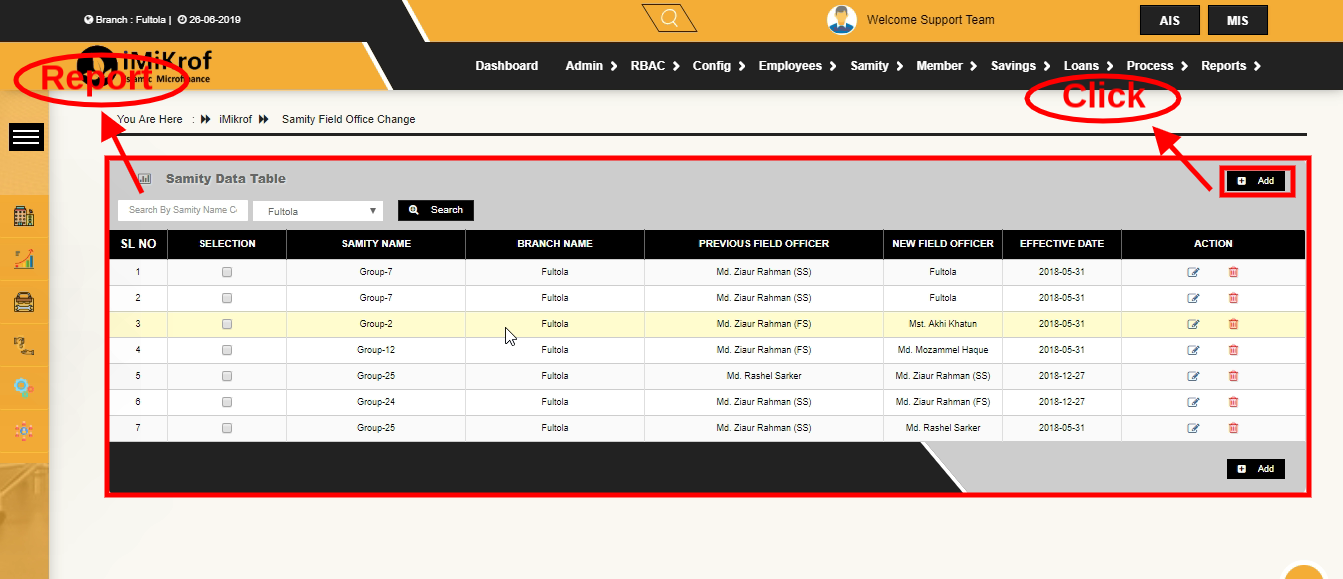 Branch : Fultola | 26-06-2019
Welcome Support Team
AIS MIS
iMiKrof
Islamic Microfinance
Dashboard Admin RBAC Config Employees Samity Member Savings Loans Process Reports
Report
Click
You Are Here : iMikrof Samity Field Office Change
Samity Data Table
Add
Search By Samity Name C Fultola Search
SL NO SELECTION SAMITY NAME BRANCH NAME PREVIOUS FIELD OFFICER NEW FIELD OFFICER EFFECTIVE DATE ACTION
1 Group-7 Fultola Md. Ziaur Rahman (SS) Fultola 2018-05-31
2 Group-7 Fultola Md. Ziaur Rahman (SS) Fultola 2018-05-31
3 Group-2 Fultola Md. Ziaur Rahman (FS) Mst. Akhi Khatun 2018-05-31
4 Group-12 Fultola Md. Ziaur Rahman (FS) Md. Mozammel Haque 2018-05-31
5 Group-25 Fultola Md. Rashel Sarker Md. Ziaur Rahman (SS) 2018-12-27
6 Group-24 Fultola Md. Ziaur Rahman (SS) Md. Ziaur Rahman (FS) 2018-12-27
7 Group-25 Fultola Md. Ziaur Rahman (SS) Md. Rashel Sarker 2018-05-31
Add